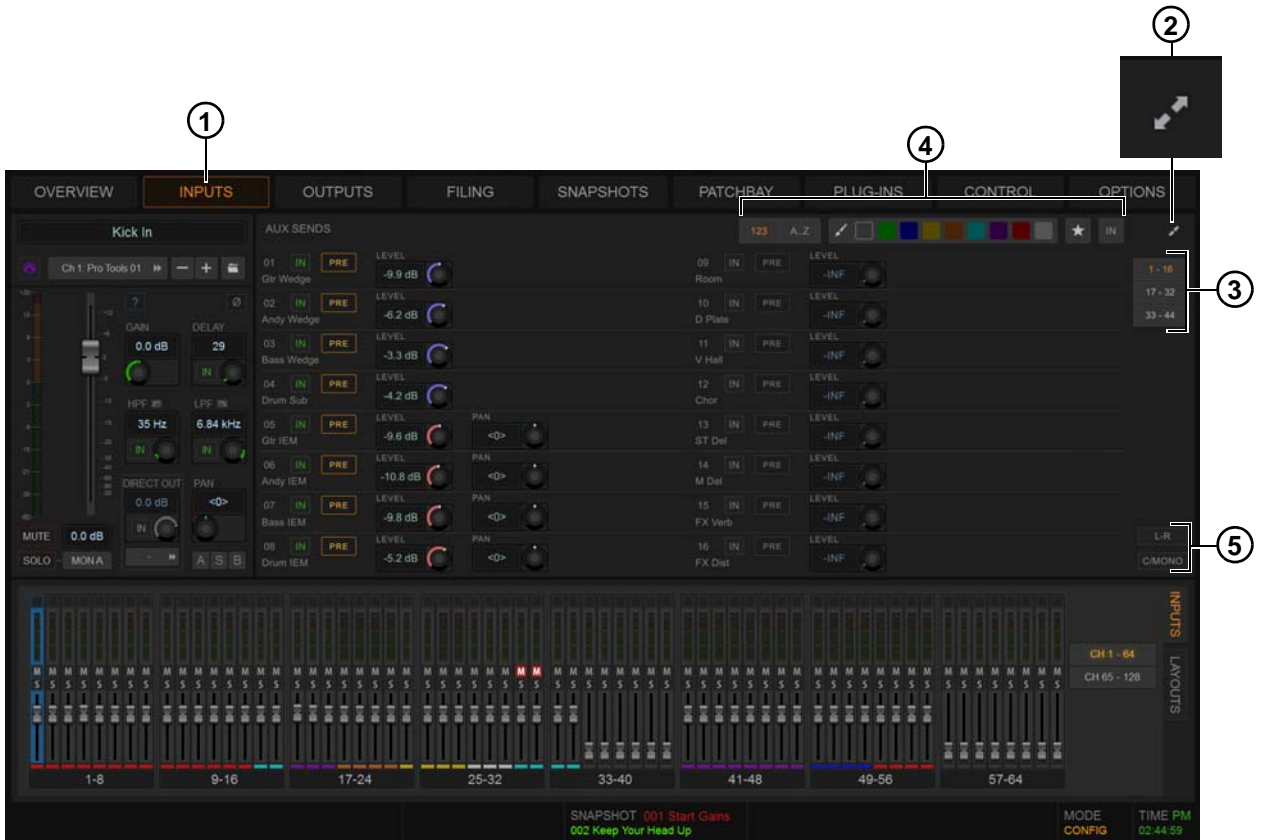 2
1
4
OVERVIEW INPUTS OUTPUTS FILING SNAPSHOTS PATCHBAY PLUG-INS CONTROL OPTIONS
Kick In
AUX SENDS
123 A..Z IN
Ch 1: Pro Tools 01
1 - 16
17 - 32
33 - 44
3
01 IN PRE LEVEL -9.9 dB
Gtr Wedge
02 IN PRE LEVEL -6.2 dB
Andy Wedge
03 IN PRE LEVEL -3.3 dB
Bass Wedge
04 IN PRE LEVEL -4.2 dB
Drum Sub
05 IN PRE LEVEL -9.6 dB PAN <0>
Gtr IEM
06 IN PRE LEVEL -10.8 dB PAN <0>
Andy IEM
07 IN PRE LEVEL -9.8 dB PAN <0>
Bass IEM
08 IN PRE LEVEL -5.2 dB PAN <0>
Drum IEM
09 IN PRE LEVEL -INF
Room
10 IN PRE LEVEL -INF
D Plate
11 IN PRE LEVEL -INF
V Hall
12 IN PRE LEVEL -INF
Chor
13 IN PRE LEVEL -INF
ST Del
14 IN PRE LEVEL -INF
M Del
15 IN PRE LEVEL -INF
FX Verb
16 IN PRE LEVEL -INF
FX Dist
?
GAIN DELAY
0.0 dB 29
IN
HPF LPF
35 Hz 6.84 kHz
IN IN
DIRECT OUT PAN
0.0 dB <0>
IN
MUTE 0.0 dB
SOLO MON A
A S B
L-R
C/MONO
5
INPUTS
LAYOUTS
CH 1 - 64
CH 65 - 128
M M M M M M M M M M M M M M M M M M M M M M M M M M M M M M M M M M M M M M M M M M M M M M M M M M M M M M M M M M M M M M M M
S S S S S S S S S S S S S S S S S S S S S S S S S S S S S S S S S S S S S S S S S S S S S S S S S S S S S S S S S S S S S S S S
1-8 9-16 17-24 25-32 33-40 41-48 49-56 57-64
SNAPSHOT 001 Start Gains
002 Keep Your Head Up
MODE
CONFIG
TIME PM
02:44:59